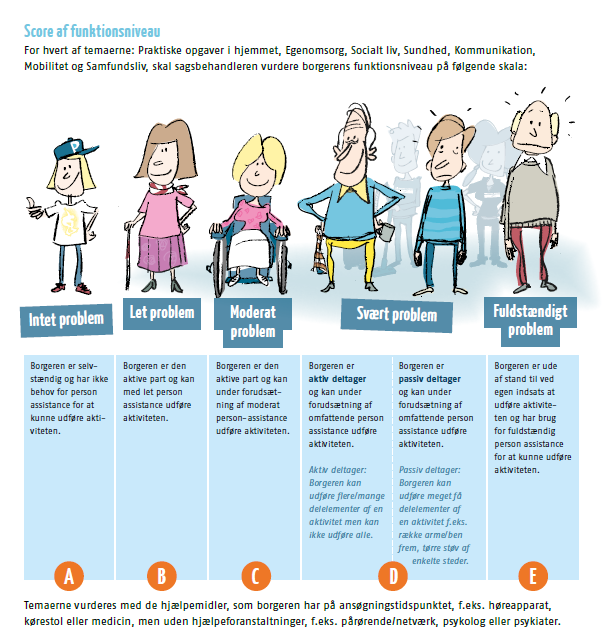 Score af funktionsniveau
For hvert af temaerne: Praktiske opgaver i hjemmet, Egenomsorg, Socialt liv, Sundhed, Kommunikation,
Mobilitet og Samfundsliv, skal sagsbehandleren vurdere borgerens funktionsniveau på følgende skala:
P
Intet problem
Let problem
Moderat
problem
Svært problem
Fuldstændigt
problem
Borgeren er selv-
stændig og har ikke
behov for person
assistance for at
kunne udføre akti-
viteten.
Borgeren er den
aktive part og kan
med let person
assistance udføre
aktiviteten.
Borgeren er den
aktive part og kan
under forudsæt-
ning af moderat
person-assistance
udføre aktiviteten.
Borgeren er
aktiv deltager
og kan under
forudsætning af
omfattende person
assistance udføre
aktiviteten.
Aktiv deltager:
Borgeren kan
udføre flere/mange
delelementer af en
aktivitet men kan
ikke udføre alle.
Borgeren er
passiv deltager
og kan under
forudsætning af
omfattende person
assistance udføre
aktiviteten.
Passiv deltager:
Borgeren kan
udføre meget få
delelementer af
en aktivitet f.eks.
række arme/ben
frem, tørre støv af
enkelte steder.
Borgeren er ude
af stand til ved
egen indsats at
udføre aktivite-
ten og har brug
for fuldstændig
person assistance
for at kunne udføre
aktiviteten.
A
B
C
D
E
Temaerne vurderes med de hjælpemidler, som borgeren har på ansøgningstidspunktet, f.eks. høreapparat,
kørestol eller medicin, men uden hjælpeforanstaltninger, f.eks. pårørende/netværk, psykolog eller psykiater.